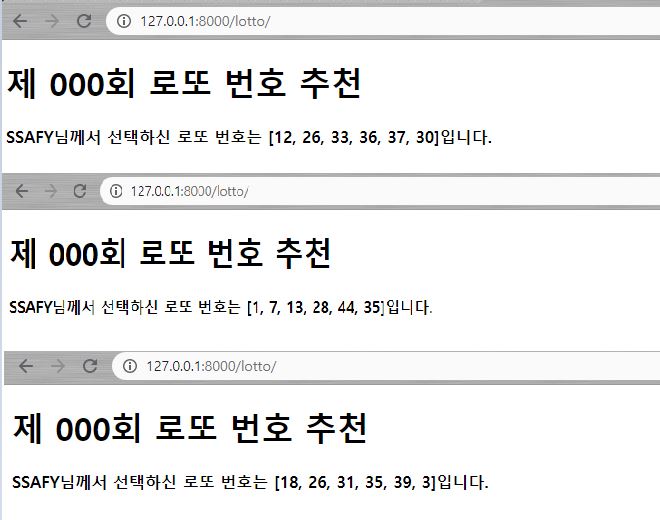 127.0.0.1:8000/lotto/
제 000회 로또 번호 추천
SSAFY님께서 선택하신 로또 번호는 [12, 26, 33, 36, 37, 30]입니다.
127.0.0.1:8000/lotto/
제 000회 로또 번호 추천
SSAFY님께서 선택하신 로또 번호는 [1, 7, 13, 28, 44, 35]입니다.
127.0.0.1:8000/lotto/
제 000회 로또 번호 추천
SSAFY님께서 선택하신 로또 번호는 [18, 26, 31, 35, 39, 3]입니다.